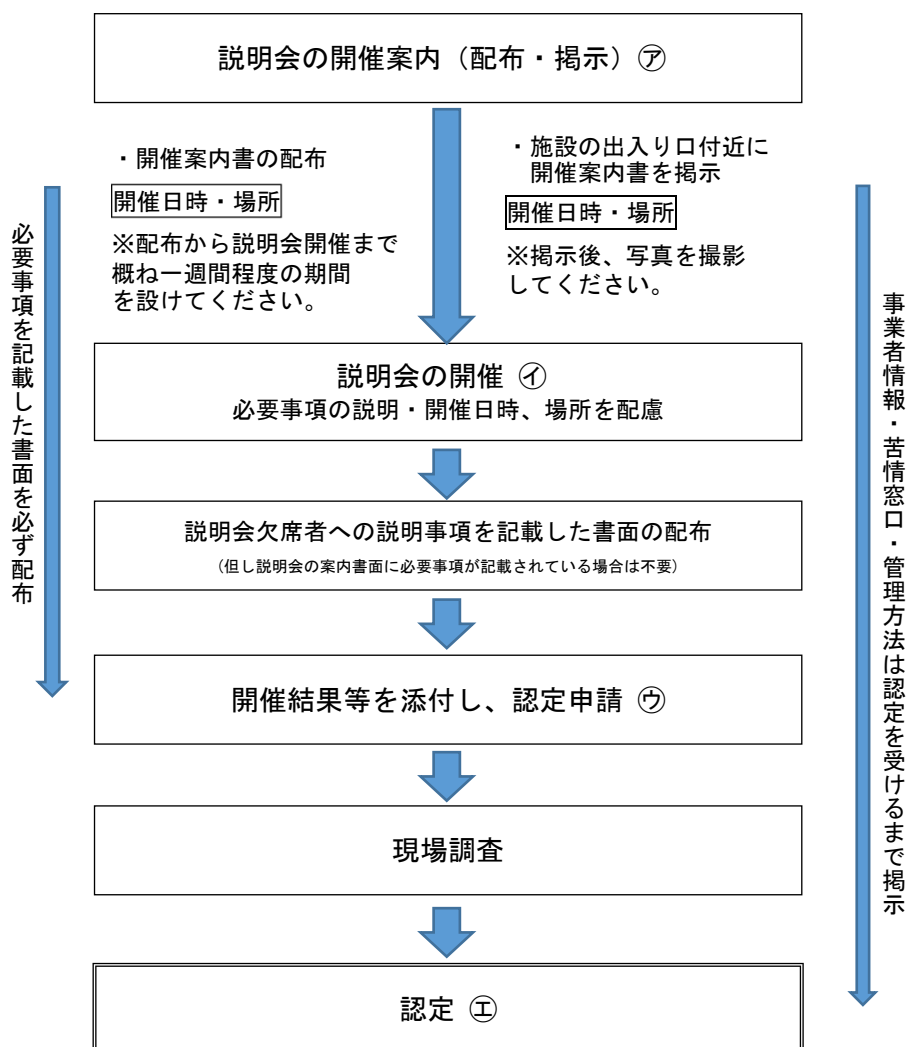 説明会の開催案内（配布・掲示）㋐
・開催案内書の配布
開催日時・場所
※配布から説明会開催まで
概ね一週間程度の期間
を設けてください。
・施設の出入り口付近に
開催案内書を掲示
開催日時・場所
※掲示後、写真を撮影
してください。
必要事項を記載した書面を必ず配布
事業者情報・苦情窓口・管理方法は認定を受けるまで掲示
説明会の開催 ㋑
必要事項の説明・開催日時、場所を配慮
説明会欠席者への説明事項を記載した書面の配布
（但し説明会の案内書面に必要事項が記載されている場合は不要）
開催結果等を添付し、認定申請 ㋒
現場調査
認定 ㋓